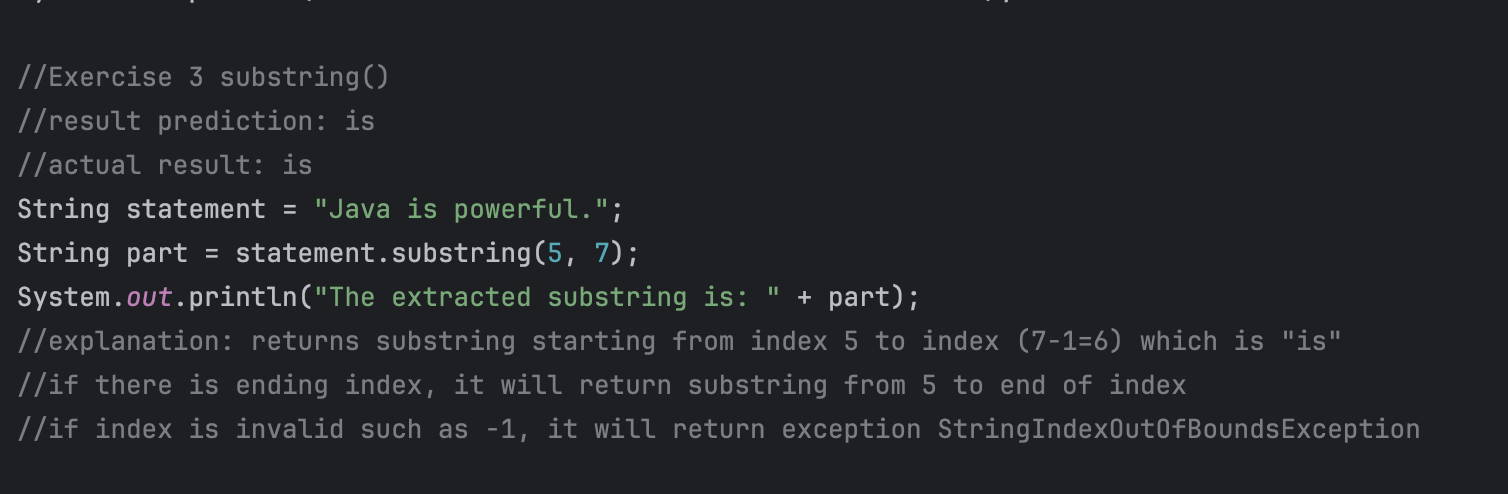 //Exercise 3 substring()
//result prediction: is
//actual result: is
String statement = "Java is powerful.";
String part = statement.substring(5, 7);
System.out.println("The extracted substring is: " + part);
//explanation: returns substring starting from index 5 to index (7-1=6) which is "is"
//if there is ending index, it will return substring from 5 to end of index
//if index is invalid such as -1, it will return exception StringIndexOutOfBoundsException